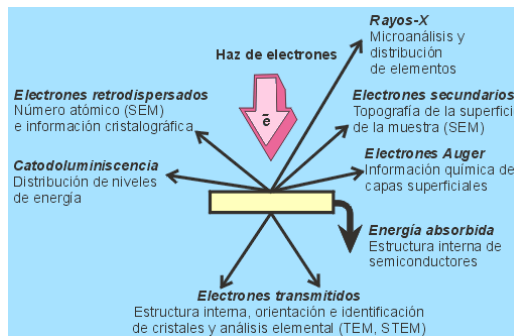 Rayos-X
Microanálisis y
distribución
de elementos
Haz de electrones
ē
Electrones retrodispersados
Número atómico (SEM)
e información cristalográfica
Electrones secundarios
Topografía de la superfici
de la muestra (SEM)
Catodoluminiscencia
Distribución de niveles
de energía
Electrones Auger
Información química de
capas superficiales
Energía absorbida
Estructura interna de
semiconductores
Electrones transmitidos
Estructura interna, orientación e identificación
de cristales y análisis elemental (TEM, STEM)